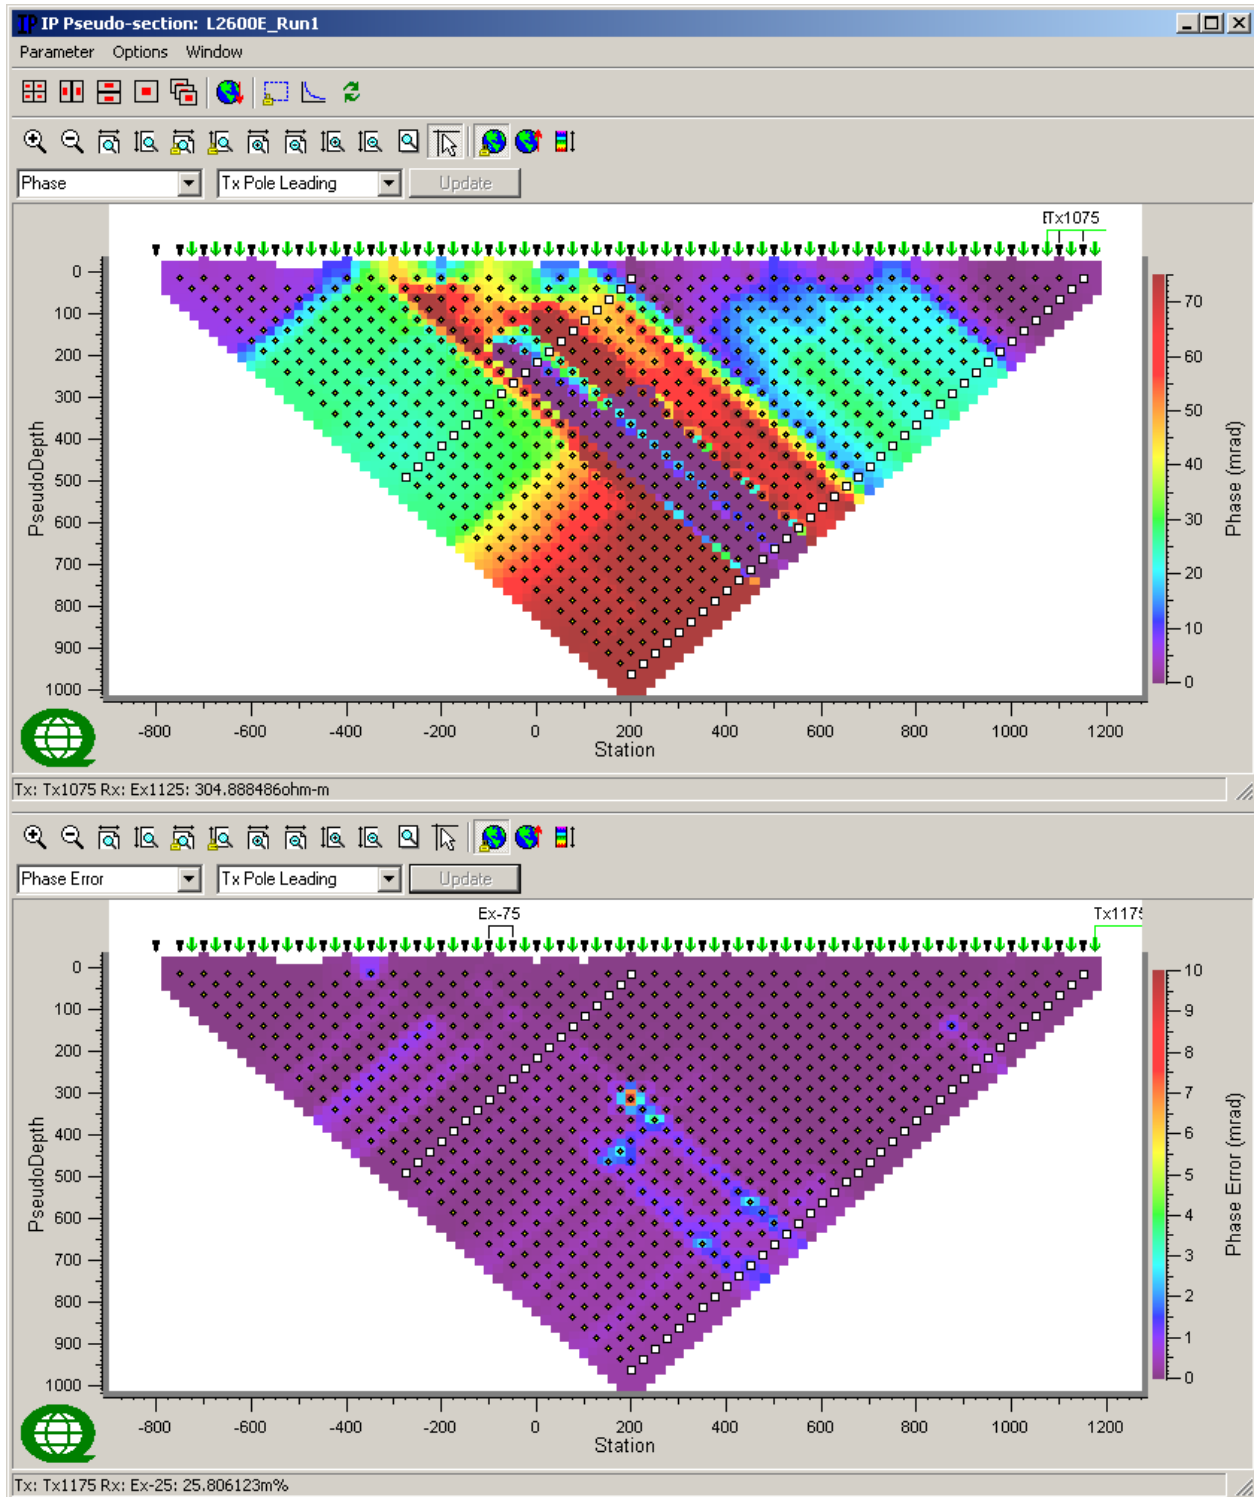 IP IP Pseudo-section: L2600E_Run1
Parameter Options Window
Phase Tx Pole Leading Update
Tx1075
0
100
200
300
400
500
600
700
800
900
1000
PseudoDepth
-800 -600 -400 -200 0 200 400 600 800 1000 1200
Station
70
60
50
40
30
20
10
0
Phase (mrad)
Tx: Tx1075 Rx: Ex1125: 304.888486ohm-m
Phase Error Tx Pole Leading Update
Ex-75 Tx1175
0
100
200
300
400
500
600
700
800
900
1000
PseudoDepth
-800 -600 -400 -200 0 200 400 600 800 1000 1200
Station
10
9
8
7
6
5
4
3
2
1
0
Phase Error (mrad)
Tx: Tx1175 Rx: Ex-25: 25.806123m%